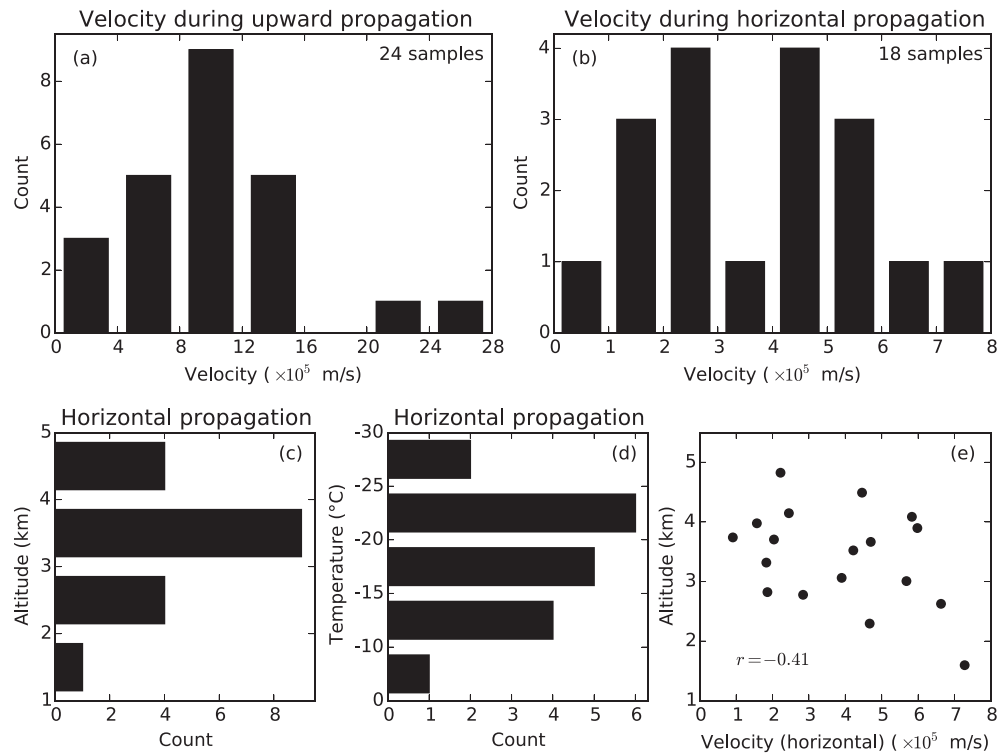 Velocity during upward propagation
(a)
24 samples
Count
8
6
4
2
0
0 4 8 12 16 20 24 28
Velocity ( ×10⁵ m/s)
Velocity during horizontal propagation
(b)
18 samples
Count
4
3
2
1
0
0 1 2 3 4 5 6 7 8
Velocity ( ×10⁵ m/s)
Horizontal propagation
(c)
Altitude (km)
5
4
3
2
1
0 2 4 6 8
Count
Horizontal propagation
(d)
Temperature (°C)
-30
-25
-20
-15
-10
0
0 1 2 3 4 5 6
Count
(e)
Altitude (km)
5
4
3
2
1
r = −0.41
0 1 2 3 4 5 6 7 8
Velocity (horizontal) ( ×10⁵ m/s)